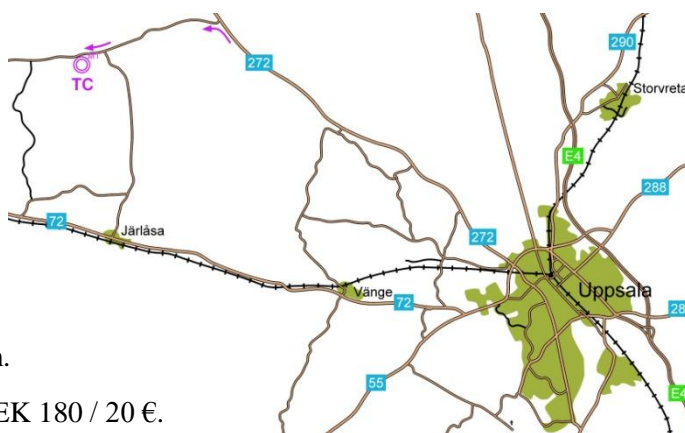 290
272
TC
Storvreta
E4
288
72
Järlåsa
272
Uppsala
Vänge
72
28
55
n.
E4
EK 180 / 20 €.